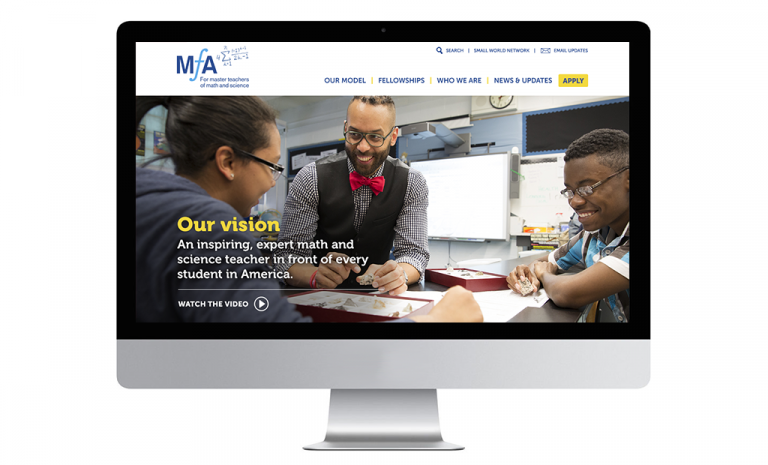 SEARCH | SMALL WORLD NETWORK | EMAIL UPDATES
MfA
For master teachers
of math and science
OUR MODEL | FELLOWSHIPS | WHO WE ARE | NEWS & UPDATES APPLY
Our vision
An inspiring, expert math and
science teacher in front of every
student in America.
WATCH THE VIDEO